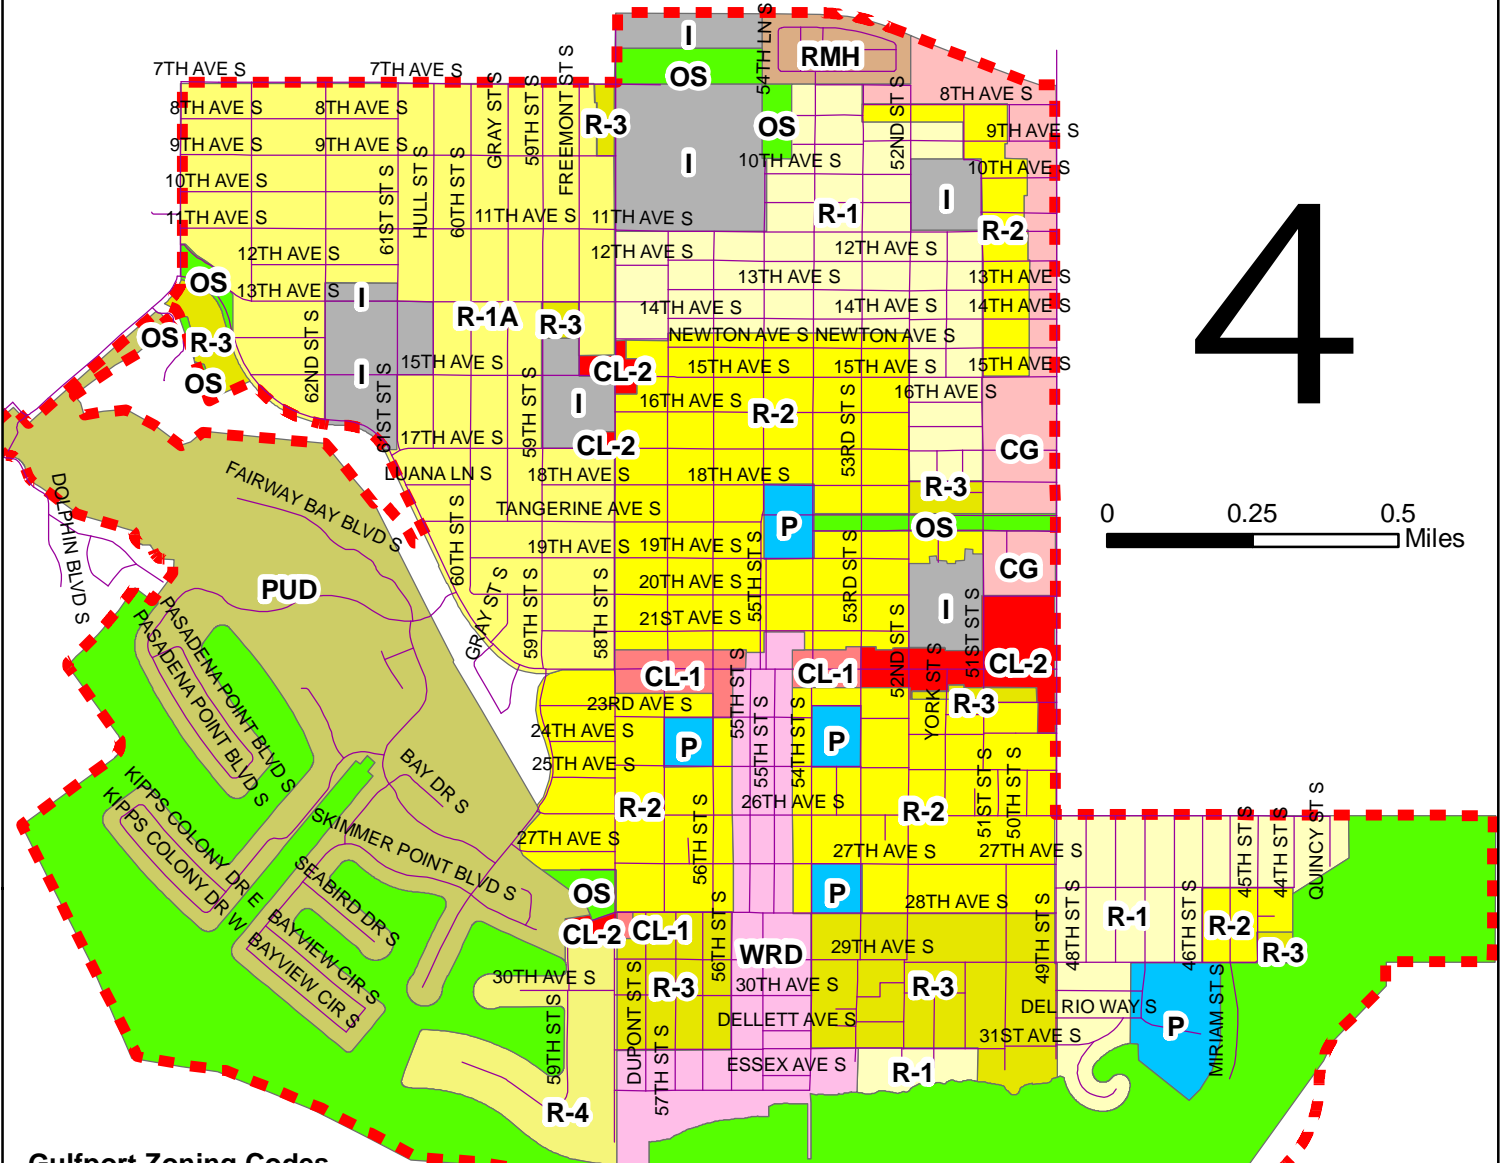 I
54TH LN S
RMH
7TH AVE S
7TH AVE S
OS
8TH AVE S
8TH AVE S
8TH AVE S
GRAY ST S
59TH ST S
FREEMONT ST S
R-3
OS
52ND ST S
9TH AVE S
9TH AVE S
9TH AVE S
I
10TH AVE S
10TH AVE S
10TH AVE S
61ST ST S
HULL ST S
60TH ST S
I
11TH AVE S
11TH AVE S
11TH AVE S
R-1
R-2
12TH AVE S
12TH AVE S
12TH AVE S
OS
13TH AVE S
I
13TH AVE S
13TH AVE S
14TH AVE S
14TH AVE S
14TH AVE S
R-1A
R-3
OS
R-3
NEWTON AVE S
NEWTON AVE S
62ND ST S
15TH AVE S
CL-2
15TH AVE S
15TH AVE S
15TH AVE S
OS
I
61ST ST S
59TH ST S
I
16TH AVE S
R-2
53RD ST S
16TH AVE S
17TH AVE S
CL-2
CG
LUANA LN S
18TH AVE S
18TH AVE S
R-3
FAIRWAY BAY BLVD S
TANGERINE AVE S
P
OS
0
0.25
0.5
Miles
4
DOLPHIN BLVD S
60TH ST S
19TH AVE S
19TH AVE S
55TH ST S
53RD ST S
20TH AVE S
CG
PUD
GRAY ST S
59TH ST S
58TH ST S
21ST AVE S
I
52ND ST S
51ST ST S
PASADENA POINT BLVD S
PASADENA POINT BLVD S
CL-1
CL-1
CL-2
YORK ST S
55TH ST S
23RD AVE S
R-3
24TH AVE S
P
55TH ST S
54TH ST S
P
25TH AVE S
BAY DR S
KIPPS COLONY DR E
KIPPS COLONY DR W
SKIMMER POINT BLVD S
R-2
26TH AVE S
R-2
51ST ST S
50TH ST S
27TH AVE S
56TH ST S
27TH AVE S
27TH AVE S
45TH ST S
44TH ST S
QUINCY ST S
SEABIRD DR S
OS
P
28TH AVE S
BAYVIEW CIR S
BAYVIEW CIR S
CL-2
CL-1
56TH ST S
WRD
29TH AVE S
49TH ST S
48TH ST S
R-1
46TH ST S
R-2
R-3
30TH AVE S
R-3
30TH AVE S
R-3
59TH ST S
DUPONT ST S
57TH ST S
DELLETT AVE S
DEL RIO WAY S
31ST AVE S
P
MIRIAM ST S
ESSEX AVE S
R-1
R-4
Gulfport Zoning Codes